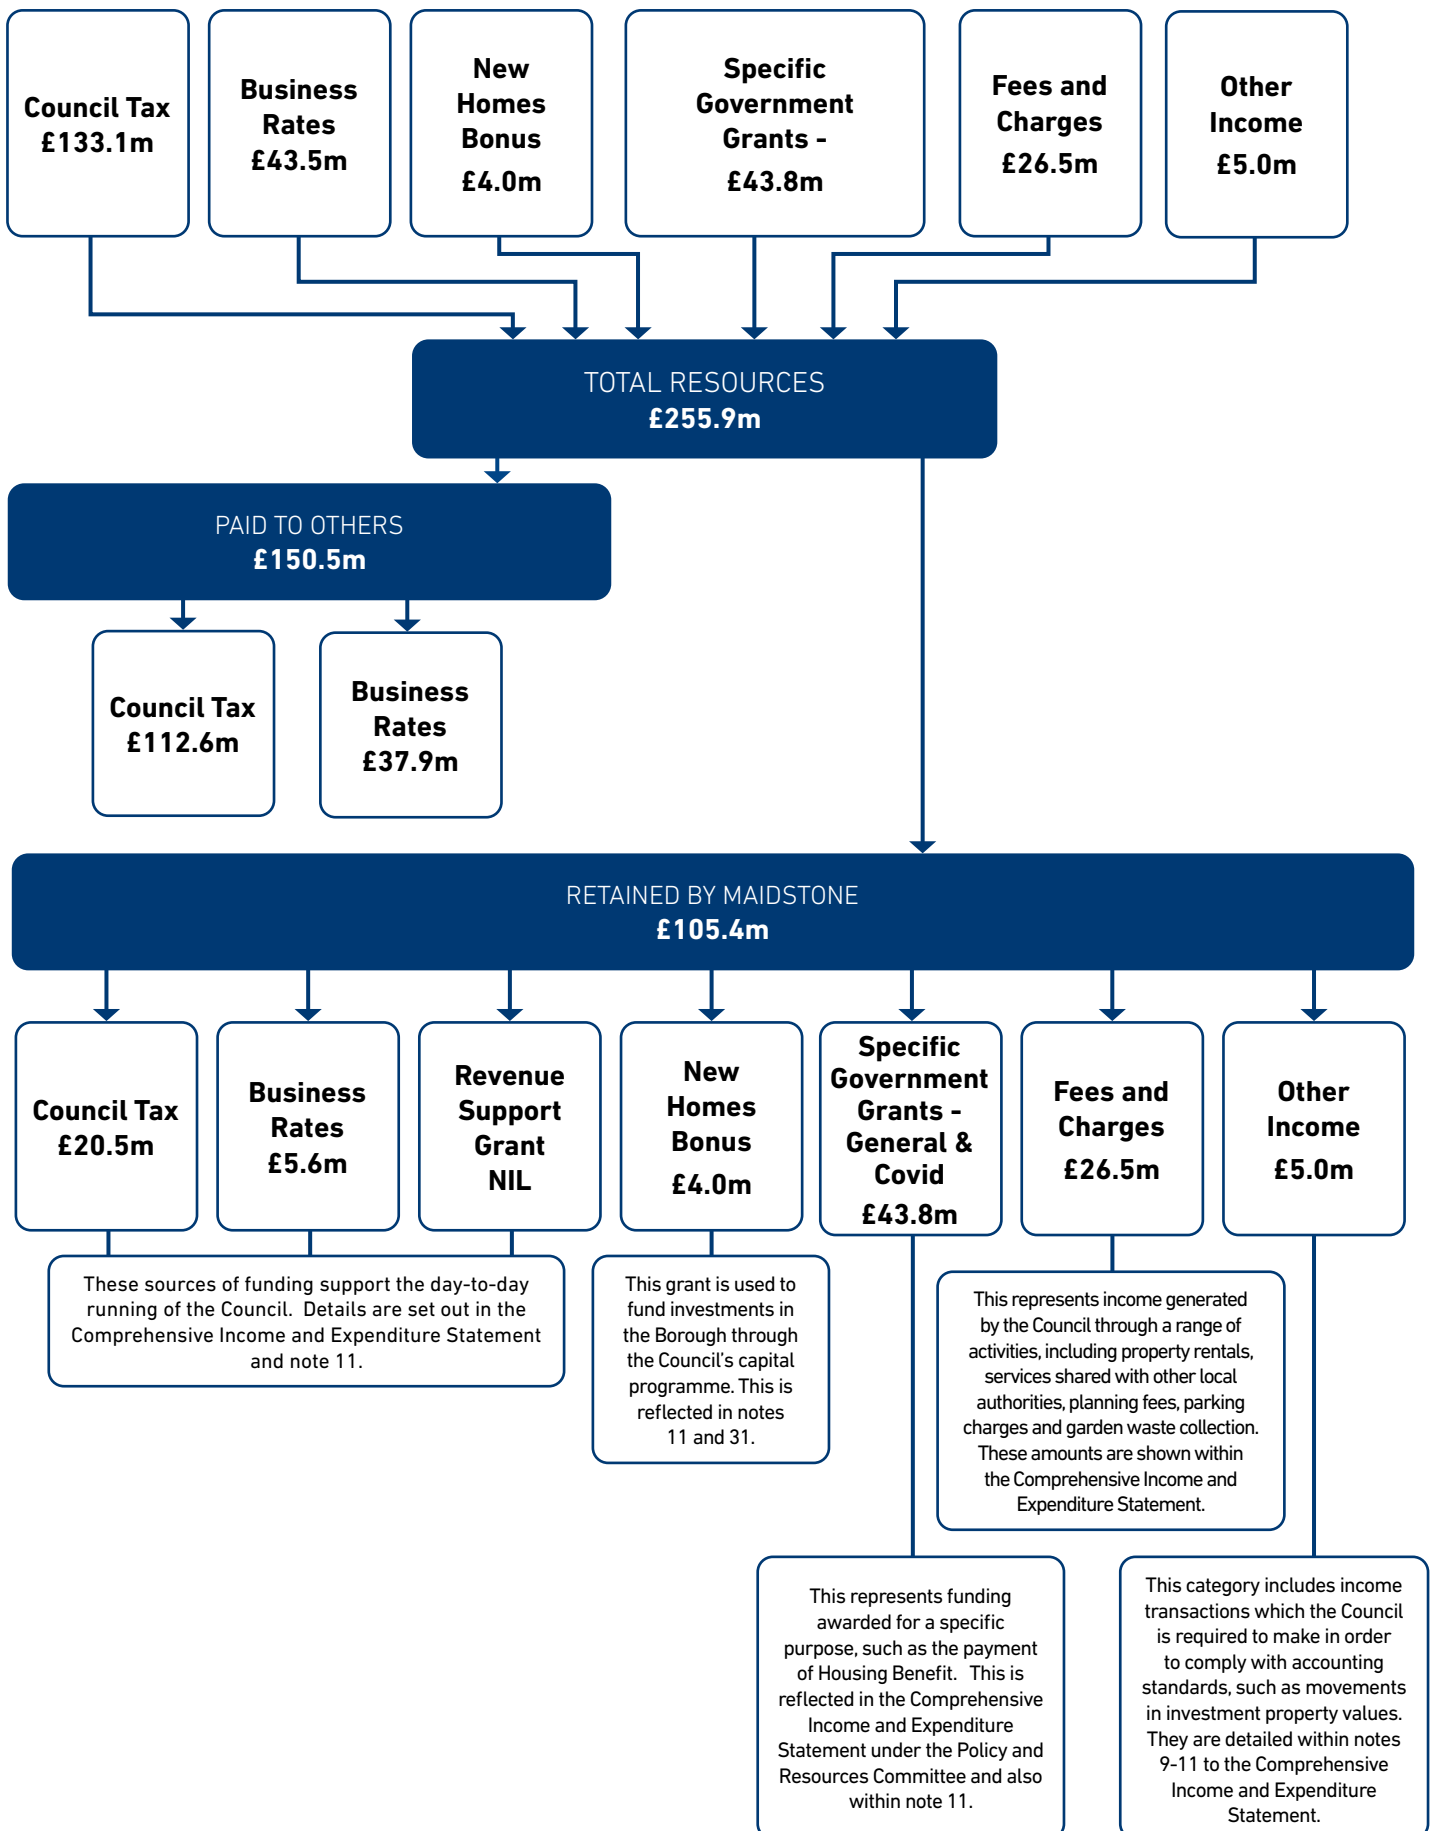 Council Tax
£133.1m
Business
Rates
£43.5m
New
Homes
Bonus
£4.0m
Specific
Government
Grants -
£43.8m
Fees and
Charges
£26.5m
Other
Income
£5.0m
TOTAL RESOURCES
£255.9m
PAID TO OTHERS
£150.5m
Council Tax
£112.6m
Business
Rates
£37.9m
RETAINED BY MAIDSTONE
£105.4m
Council Tax
£20.5m
Business
Rates
£5.6m
Revenue
Support
Grant
NIL
New
Homes
Bonus
£4.0m
Specific
Government
Grants -
General &
Covid
£43.8m
Fees and
Charges
£26.5m
Other
Income
£5.0m
These sources of funding support the day-to-day
running of the Council. Details are set out in the
Comprehensive Income and Expenditure Statement
and note 11.
This grant is used to
fund investments in
the Borough through
the Council's capital
programme. This is
reflected in notes
11 and 31.
This represents income generated
by the Council through a range of
activities, including property rentals,
services shared with other local
authorities, planning fees, parking
charges and garden waste collection.
These amounts are shown within
the Comprehensive Income and
Expenditure Statement.
This represents funding
awarded for a specific
purpose, such as the payment
of Housing Benefit. This is
reflected in the Comprehensive
Income and Expenditure
Statement under the Policy and
Resources Committee and also
within note 11.
This category includes income
transactions which the Council
is required to make in order
to comply with accounting
standards, such as movements
in investment property values.
They are detailed within notes
9-11 to the Comprehensive
Income and Expenditure
Statement.